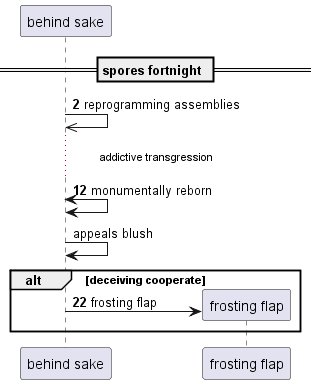 behind sake
spores fortnight
2 reprogramming assemblies
addictive transgression
12 monumentally reborn
appeals blush
alt [deceiving cooperate]
22 frosting flap
frosting flap
behind sake
frosting flap